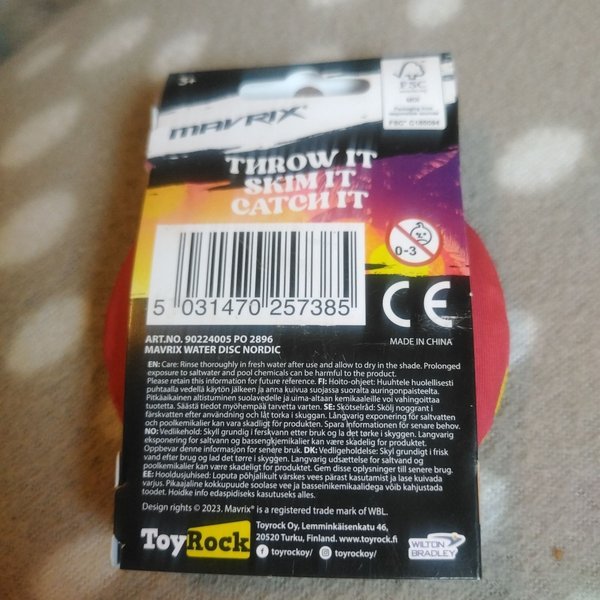 3+
FSC
MIX
Packaging from
responsible sources
FSC® C185088
MAVRIX®
THROW IT
SKIM IT
CATCH IT
0-3
5 031470 257385
CE
MADE IN CHINA
ART.NO. 90224005 PO 2896
MAVRIX WATER DISC NORDIC
EN: Care: Rinse thoroughly in fresh water after use and allow to dry in the shade. Prolonged
exposure to saltwater and pool chemicals can be harmful to the product.
Please retain this information for future reference. FI: Hoito-ohjeet: Huuhtele huolellisesti
puhtaalla vedellä käytön jälkeen ja anna kuivua suojassa suoralta auringonpaisteelta.
Pitkäaikainen altistuminen suolavedelle ja uima-altaan kemikaaleille voi vahingoittaa
tuotetta. Säästä tiedot myöhempää tarvetta varten. SE: Skötselråd: Skölj noggrant i
färskvatten efter användning och låt torka i skuggan. Långvarig exponering för saltvatten
och poolkemikalier kan vara skadligt för produkten. Spara informationen för senare behov.
NO: Vedlikehold: Skyll grundig i ferskvann etter bruk og la det tørke i skyggen. Langvarig
eksponering for saltvann og bassengkjemikalier kan være skadelig for produktet.
Oppbevar denne informasjon for senere bruk. DK: Vedligeholdelse: Skyl grundigt i frisk
vand efter brug og lad det tørre i skyggen. Langvarig udsættelse for saltvand og
poolkemikalier kan være skadeligt for produktet. Gem disse oplysninger til senere brug.
EE: Hooldusjuhised: Loputa põhjalikult värskes vees pärast kasutamist ja lase kuivada
varjus. Pikaajaline kokkupuude soolase vee ja basseinikemikaalidega võib kahjustada
toodet. Hoidke info edaspidiseks kasutuseks alles.
Design rights © 2023. Mavrix® is a registered trade mark of WBL.
ToyRock
Toyrock Oy, Lemminkäisenkatu 46,
20520 Turku, Finland. www.toyrock.fi
toyrockoy/ toyrockoy/
WILTON
BRADLEY